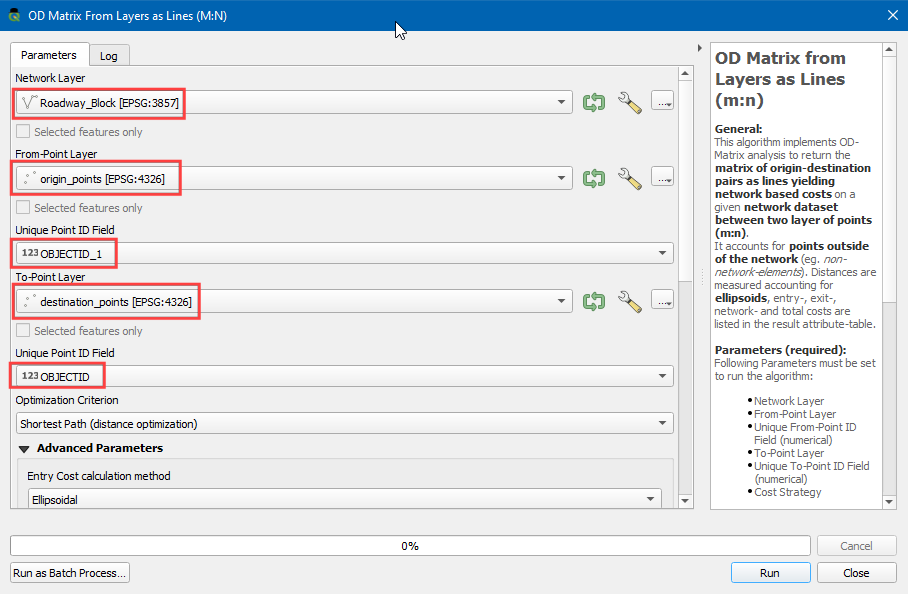 OD Matrix From Layers as Lines (M:N)
Parameters
Log
Network Layer
Roadway_Block [EPSG:3857]
...
Selected features only
From-Point Layer
origin_points [EPSG:4326]
...
Selected features only
Unique Point ID Field
123 OBJECTID_1
To-Point Layer
destination_points [EPSG:4326]
...
Selected features only
Unique Point ID Field
123 OBJECTID
Optimization Criterion
Shortest Path (distance optimization)
Advanced Parameters
Entry Cost calculation method
Ellipsoidal
OD Matrix from
Layers as Lines
(m:n)
General:
This algorithm implements OD-
Matrix analysis to return the
matrix of origin-destination
pairs as lines yielding
network based costs on a
given network dataset
between two layer of points
(m:n).
It accounts for points outside
of the network (eg. non-
network-elements). Distances are
measured accounting for
ellipsoids, entry-, exit-,
network- and total costs are
listed in the result attribute-table.
Parameters (required):
Following Parameters must be set
to run the algorithm:
• Network Layer
• From-Point Layer
• Unique From-Point ID
Field (numerical)
• To-Point Layer
• Unique To-Point ID Field
(numerical)
• Cost Strategy
0%
Cancel
Run as Batch Process...
Run
Close